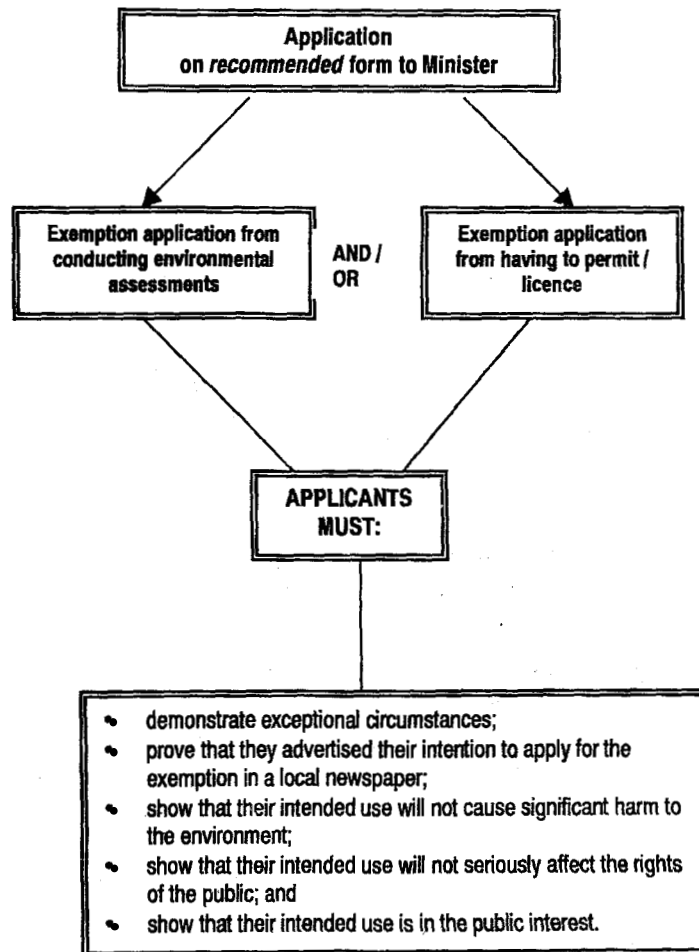 Application
on recommended form to Minister
Exemption application from
conducting environmental
assessments
AND /
OR
Exemption application
from having to permit /
licence
APPLICANTS
MUST:
• demonstrate exceptional circumstances;
• prove that they advertised their intention to apply for the
exemption in a local newspaper;
• show that their intended use will not cause significant harm to
the environment;
• show that their intended use will not seriously affect the rights
of the public; and
• show that their intended use is in the public interest.